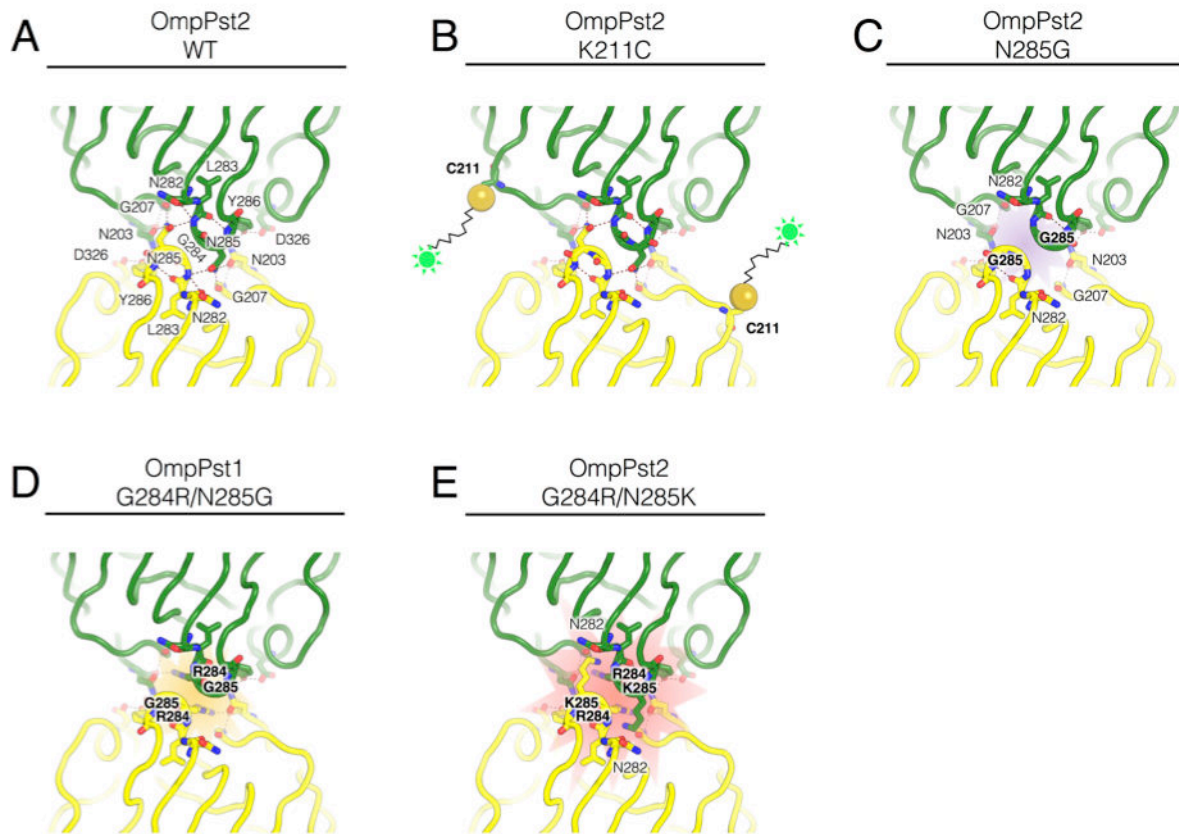 A
OmpPst2
WT
L283
N282
G207
Y286
N203
N285
D326
G284
D326
N285
N203
Y286
G207
L283
N282
B
OmpPst2
K211C
C211
C211
C
OmpPst2
N285G
N282
G207
N203
G285
G285
N203
G207
N282
D
OmpPst1
G284R/N285G
R284
G285
G285
R284
E
OmpPst2
G284R/N285K
N282
R284
K285
K285
R284
N282